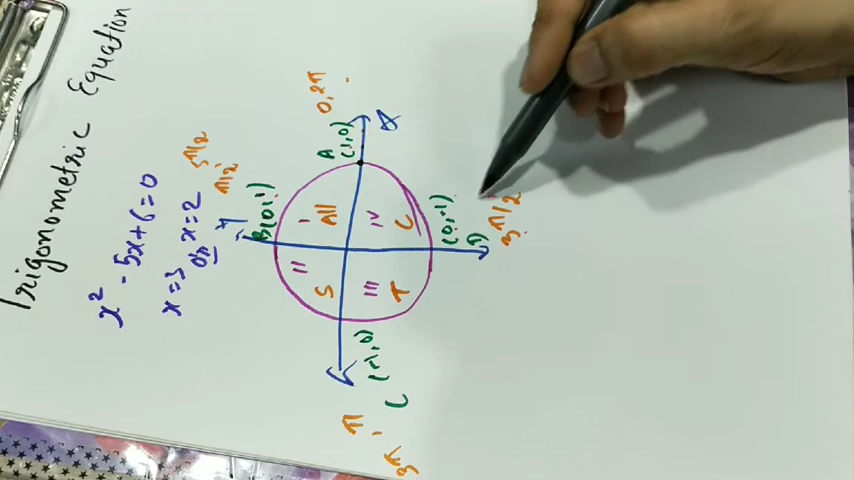 Trigonometric Equation
x² - 5x + 6 = 0
x = 3 or x = 2
π/2, 5π/2
y
B(0,1)
II
I
S
All
(-1,0)
C
π, 3π
A
(1,0)
x
0, 2π
III
IV
T
C
(0,-1)
D
3π/2